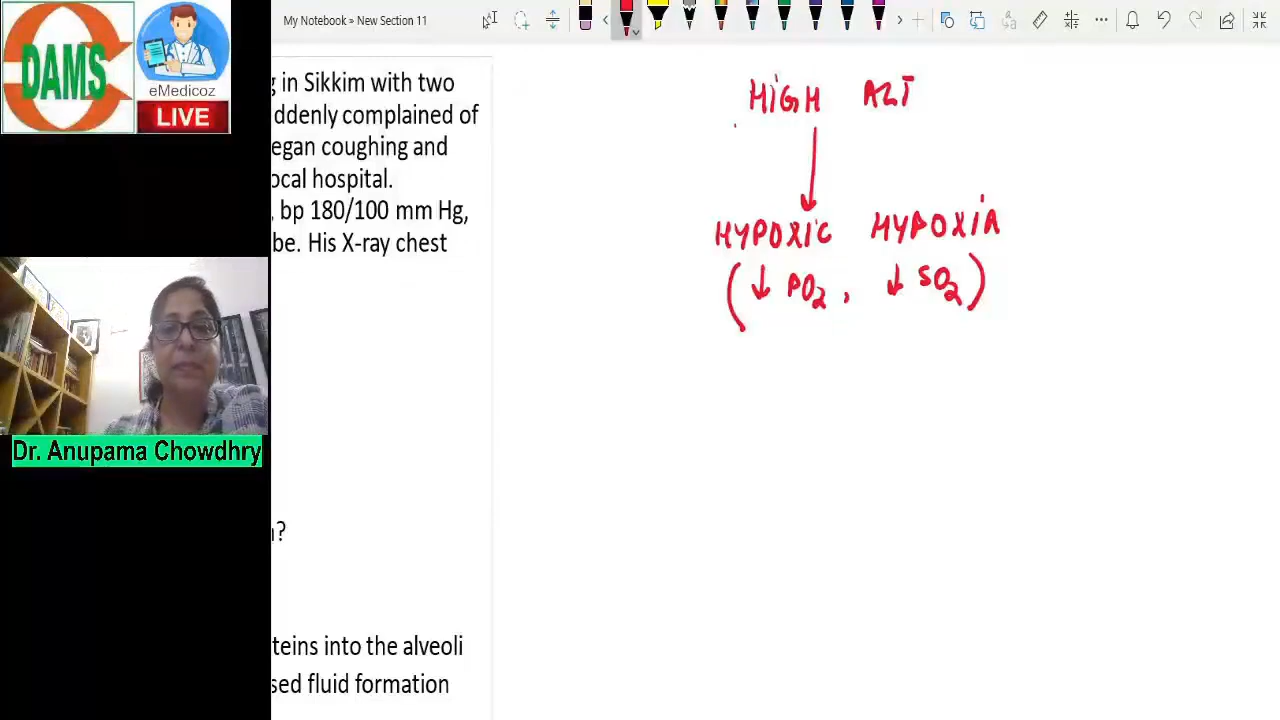 DAMS
eMedicoz
LIVE
My Notebook » New Section 11
in Sikkim with two
ddenly complained of
egan coughing and
ocal hospital.
, bp 180/100 mm Hg,
be. His X-ray chest
Dr. Anupama Chowdhry
?
teins into the alveoli
sed fluid formation
HIGH ALT
HYPOXIC HYPOXIA
(↓ PO2, ↓ SO2)